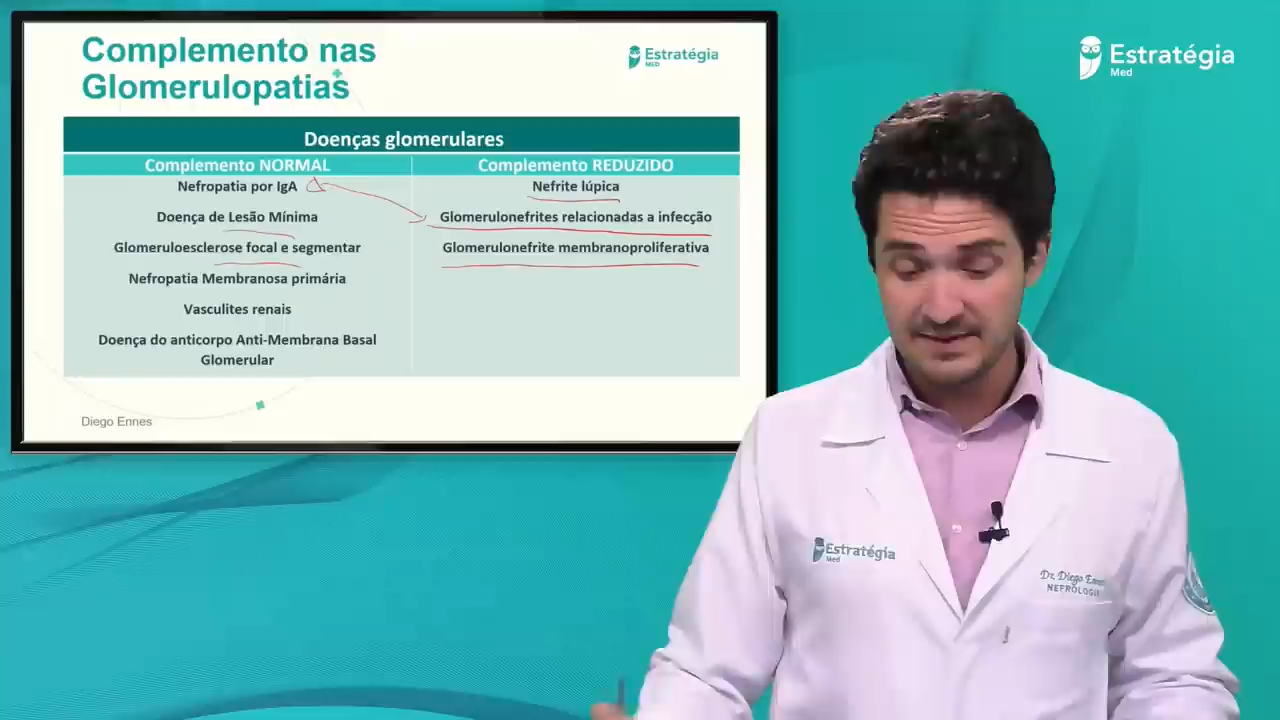 Complemento nas
Glomerulopatias
Estratégia
MED
Estratégia
Med
Doenças glomerulares
Complemento NORMAL
Complemento REDUZIDO
Nefropatia por IgA
Nefrite lúpica
Doença de Lesão Mínima
Glomerulonefrites relacionadas a infecção
Glomeruloesclerose focal e segmentar
Glomerulonefrite membranoproliferativa
Nefropatia Membranosa primária
Vasculites renais
Doença do anticorpo Anti-Membrana Basal
Glomerular
Diego Ennes
Estratégia
Med
Dr. Diego
NEFROLOGIA